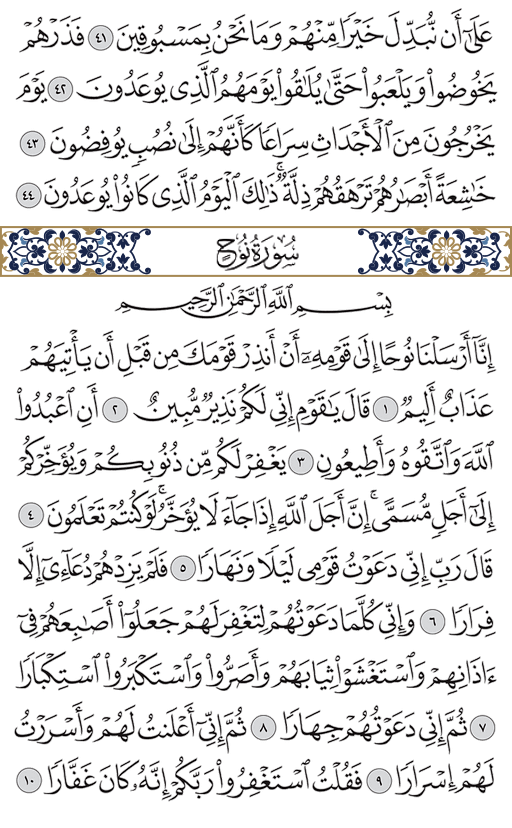 عَلَىٰٓ أَن نُّبَدِّلَ خَيْرًا مِّنْهُمْ وَمَا نَحْنُ بِمَسْبُوقِينَ ٤١ فَذَرْهُمْ
يَخُوضُوا۟ وَيَلْعَبُوا۟ حَتَّىٰ يُلَـٰقُوا۟ يَوْمَهُمُ ٱلَّذِى يُوعَدُونَ ٤٢ يَوْمَ
يَخْرُجُونَ مِنَ ٱلْأَجْدَاثِ سِرَاعًا كَأَنَّهُمْ إِلَىٰ نُصُبٍ يُوفِضُونَ ٤٣
خَـٰشِعَةً أَبْصَـٰرُهُمْ تَرْهَقُهُمْ ذِلَّةٌ ۚ ذَٰلِكَ ٱلْيَوْمُ ٱلَّذِى كَانُوا۟ يُوعَدُونَ ٤٤
سُورَةُ نُوحٍ
بِسْمِ ٱللَّهِ ٱلرَّحْمَـٰنِ ٱلرَّحِيمِ
إِنَّآ أَرْسَلْنَا نُوحًا إِلَىٰ قَوْمِهِۦٓ أَنْ أَنذِرْ قَوْمَكَ مِن قَبْلِ أَن يَأْتِيَهُمْ
عَذَابٌ أَلِيمٌ ١ قَالَ يَـٰقَوْمِ إِنِّى لَكُمْ نَذِيرٌ مُّبِينٌ ٢ أَنِ ٱعْبُدُوا۟
ٱللَّهَ وَٱتَّقُوهُ وَأَطِيعُونِ ٣ يَغْفِرْ لَكُم مِّن ذُنُوبِكُمْ وَيُؤَخِّرْكُمْ
إِلَىٰٓ أَجَلٍ مُّسَمًّى ۚ إِنَّ أَجَلَ ٱللَّهِ إِذَا جَآءَ لَا يُؤَخَّرُ ۖ لَوْ كُنتُمْ تَعْلَمُونَ ٤
قَالَ رَبِّ إِنِّى دَعَوْتُ قَوْمِى لَيْلًا وَنَهَارًا ٥ فَلَمْ يَزِدْهُمْ دُعَآءِىٓ إِلَّا
فِرَارًا ٦ وَإِنِّى كُلَّمَا دَعَوْتُهُمْ لِتَغْفِرَ لَهُمْ جَعَلُوٓا۟ أَصَـٰبِعَهُمْ فِىٓ
ءَاذَانِهِمْ وَٱسْتَغْشَوْا۟ ثِيَابَهُمْ وَأَصَرُّوا۟ وَٱسْتَكْبَرُوا۟ ٱسْتِكْبَارًا
٧ ثُمَّ إِنِّى دَعَوْتُهُمْ جِهَارًا ٨ ثُمَّ إِنِّىٓ أَعْلَنتُ لَهُمْ وَأَسْرَرْتُ
لَهُمْ إِسْرَارًا ٩ فَقُلْتُ ٱسْتَغْفِرُوا۟ رَبَّكُمْ إِنَّهُۥ كَانَ غَفَّارًا ١٠